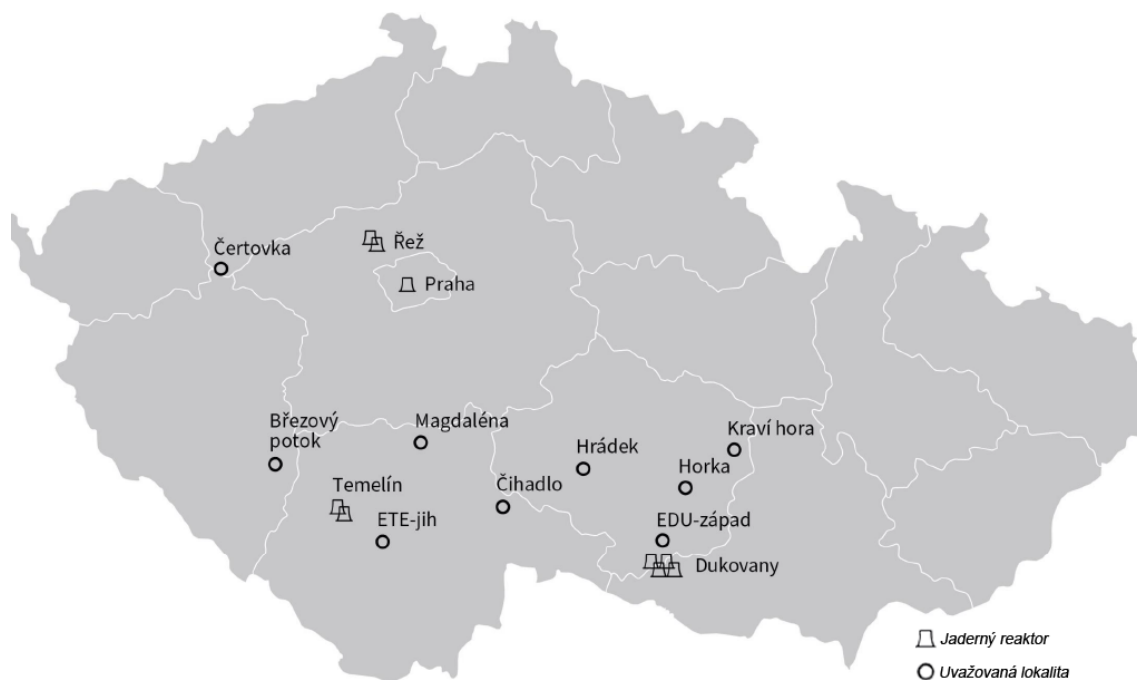 Čertovka
Řež
Praha
Březový
potok
Magdaléna
Kraví hora
Hrádek
Horka
Temelín
Čihadlo
ETE-jih
EDU-západ
Dukovany
Jaderný reaktor
Uvažovaná lokalita